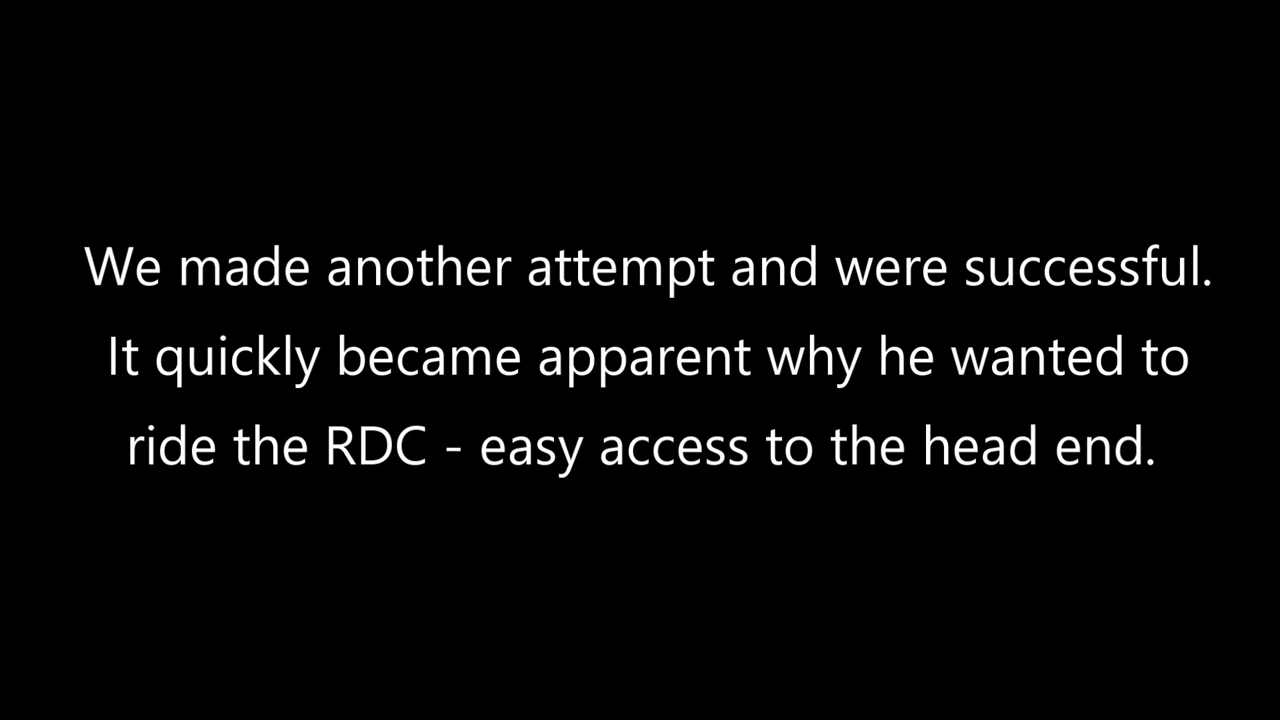 We made another attempt and were successful.
It quickly became apparent why he wanted to
ride the RDC - easy access to the head end.